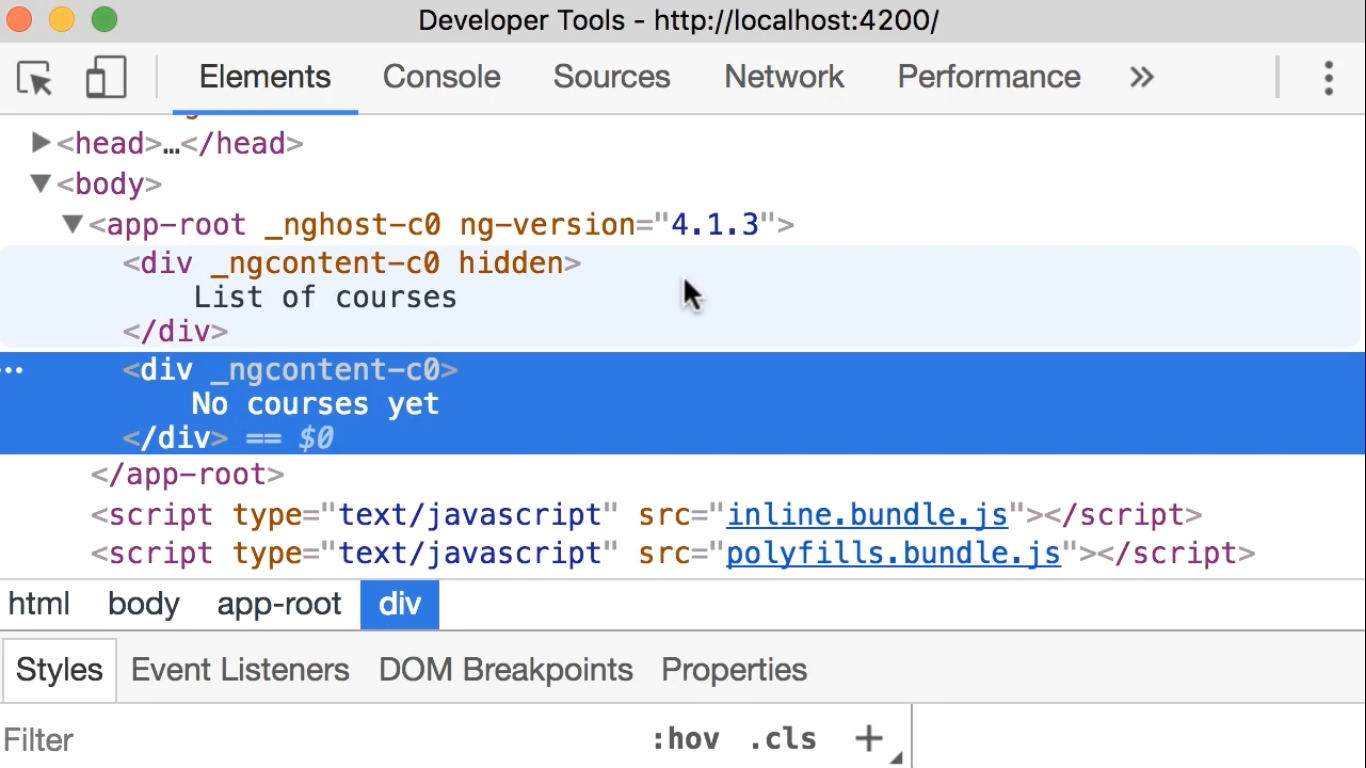 Developer Tools - http://localhost:4200/
Elements Console Sources Network Performance »
▶<head>…</head>
▼<body>
▼<app-root _nghost-c0 ng-version="4.1.3">
<div _ngcontent-c0 hidden>
List of courses
</div>
… <div _ngcontent-c0>
No courses yet
</div> == $0
</app-root>
<script type="text/javascript" src="inline.bundle.js"></script>
<script type="text/javascript" src="polyfills.bundle.js"></script>
html body app-root div
Styles Event Listeners DOM Breakpoints Properties
Filter :hov .cls +